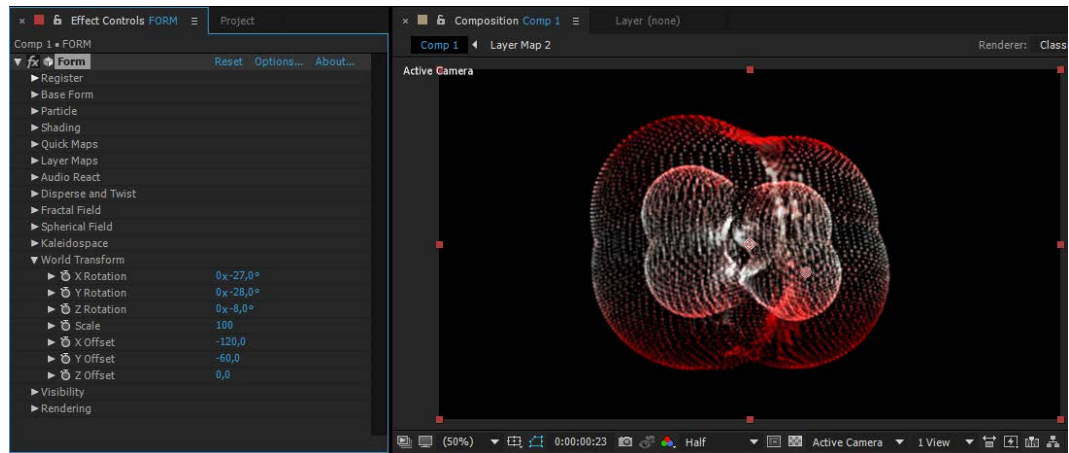 Effect Controls FORM
Project
Comp 1 • FORM
fx Form Reset Options... About...
Register
Base Form
Particle
Shading
Quick Maps
Layer Maps
Audio React
Disperse and Twist
Fractal Field
Spherical Field
Kaleidospace
World Transform
X Rotation 0x-27,0°
Y Rotation 0x-28,0°
Z Rotation 0x-8,0°
Scale 100
X Offset -120,0
Y Offset -60,0
Z Offset 0,0
Visibility
Rendering
Composition Comp 1
Layer (none)
Comp 1 Layer Map 2
Renderer: Class
Active Camera
(50%) 0:00:00:23 Half Active Camera 1 View